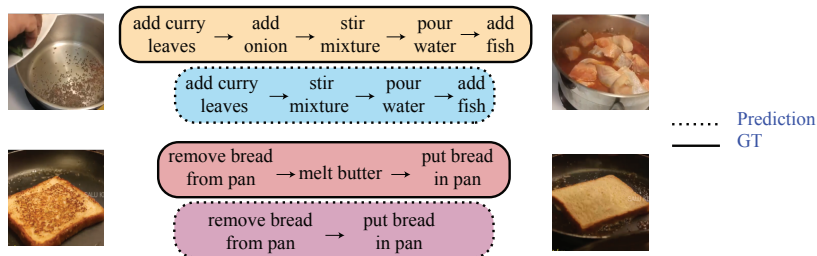 add curry leaves → add onion → stir mixture → pour water → add fish
add curry leaves → stir mixture → pour water → add fish
Prediction
GT
remove bread from pan → melt butter → put bread in pan
remove bread from pan → put bread in pan